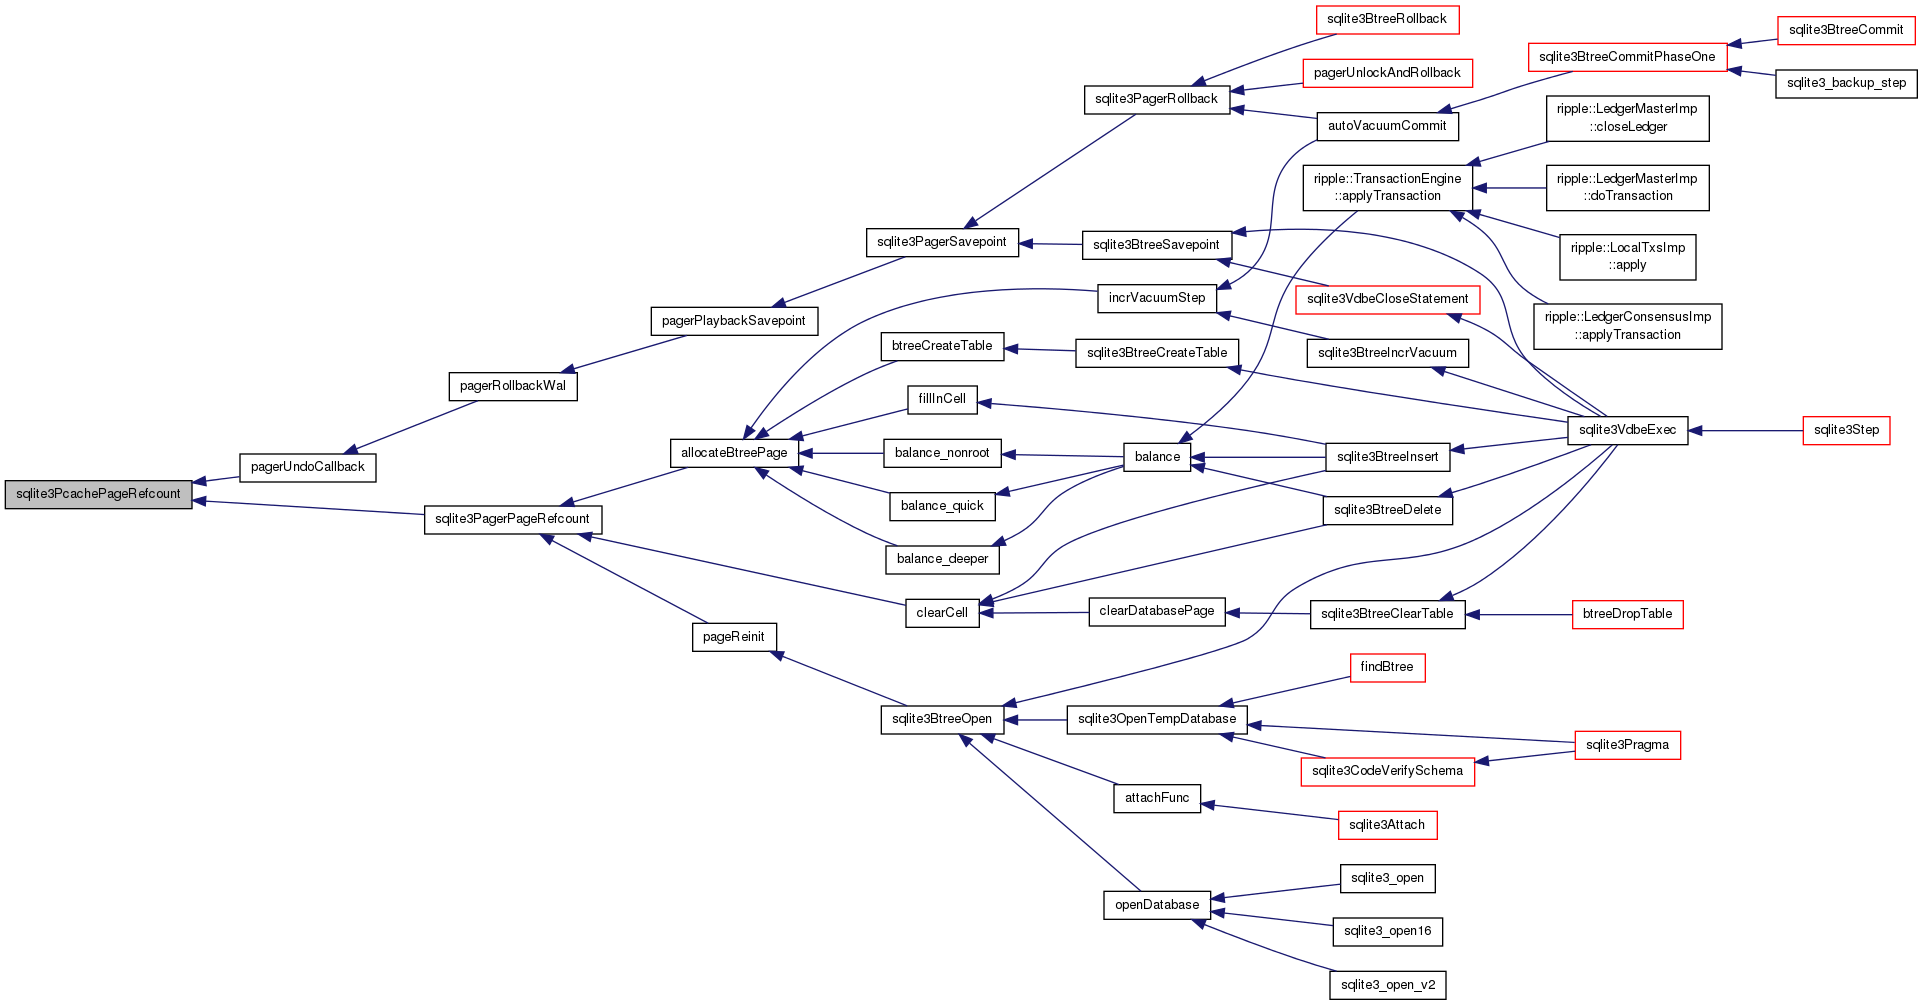 sqlite3PcachePageRefcount
pagerUndoCallback
sqlite3PagerPageRefcount
pagerRollbackWal
pagerPlaybackSavepoint
allocateBtreePage
pageReinit
sqlite3PagerSavepoint
btreeCreateTable
fillInCell
balance_nonroot
balance_quick
balance_deeper
clearCell
sqlite3BtreeOpen
sqlite3PagerRollback
sqlite3BtreeSavepoint
incrVacuumStep
sqlite3BtreeCreateTable
balance
clearDatabasePage
sqlite3OpenTempDatabase
attachFunc
openDatabase
sqlite3BtreeRollback
pagerUnlockAndRollback
autoVacuumCommit
ripple::TransactionEngine
::applyTransaction
sqlite3VdbeCloseStatement
sqlite3BtreeIncrVacuum
sqlite3BtreeInsert
sqlite3BtreeDelete
sqlite3BtreeClearTable
findBtree
sqlite3CodeVerifySchema
sqlite3Attach
sqlite3_open
sqlite3_open16
sqlite3_open_v2
sqlite3BtreeCommitPhaseOne
ripple::LedgerMasterImp
::closeLedger
ripple::LedgerMasterImp
::doTransaction
ripple::LocalTxsImp
::apply
ripple::LedgerConsensusImp
::applyTransaction
sqlite3VdbeExec
btreeDropTable
sqlite3Pragma
sqlite3BtreeCommit
sqlite3_backup_step
sqlite3Step